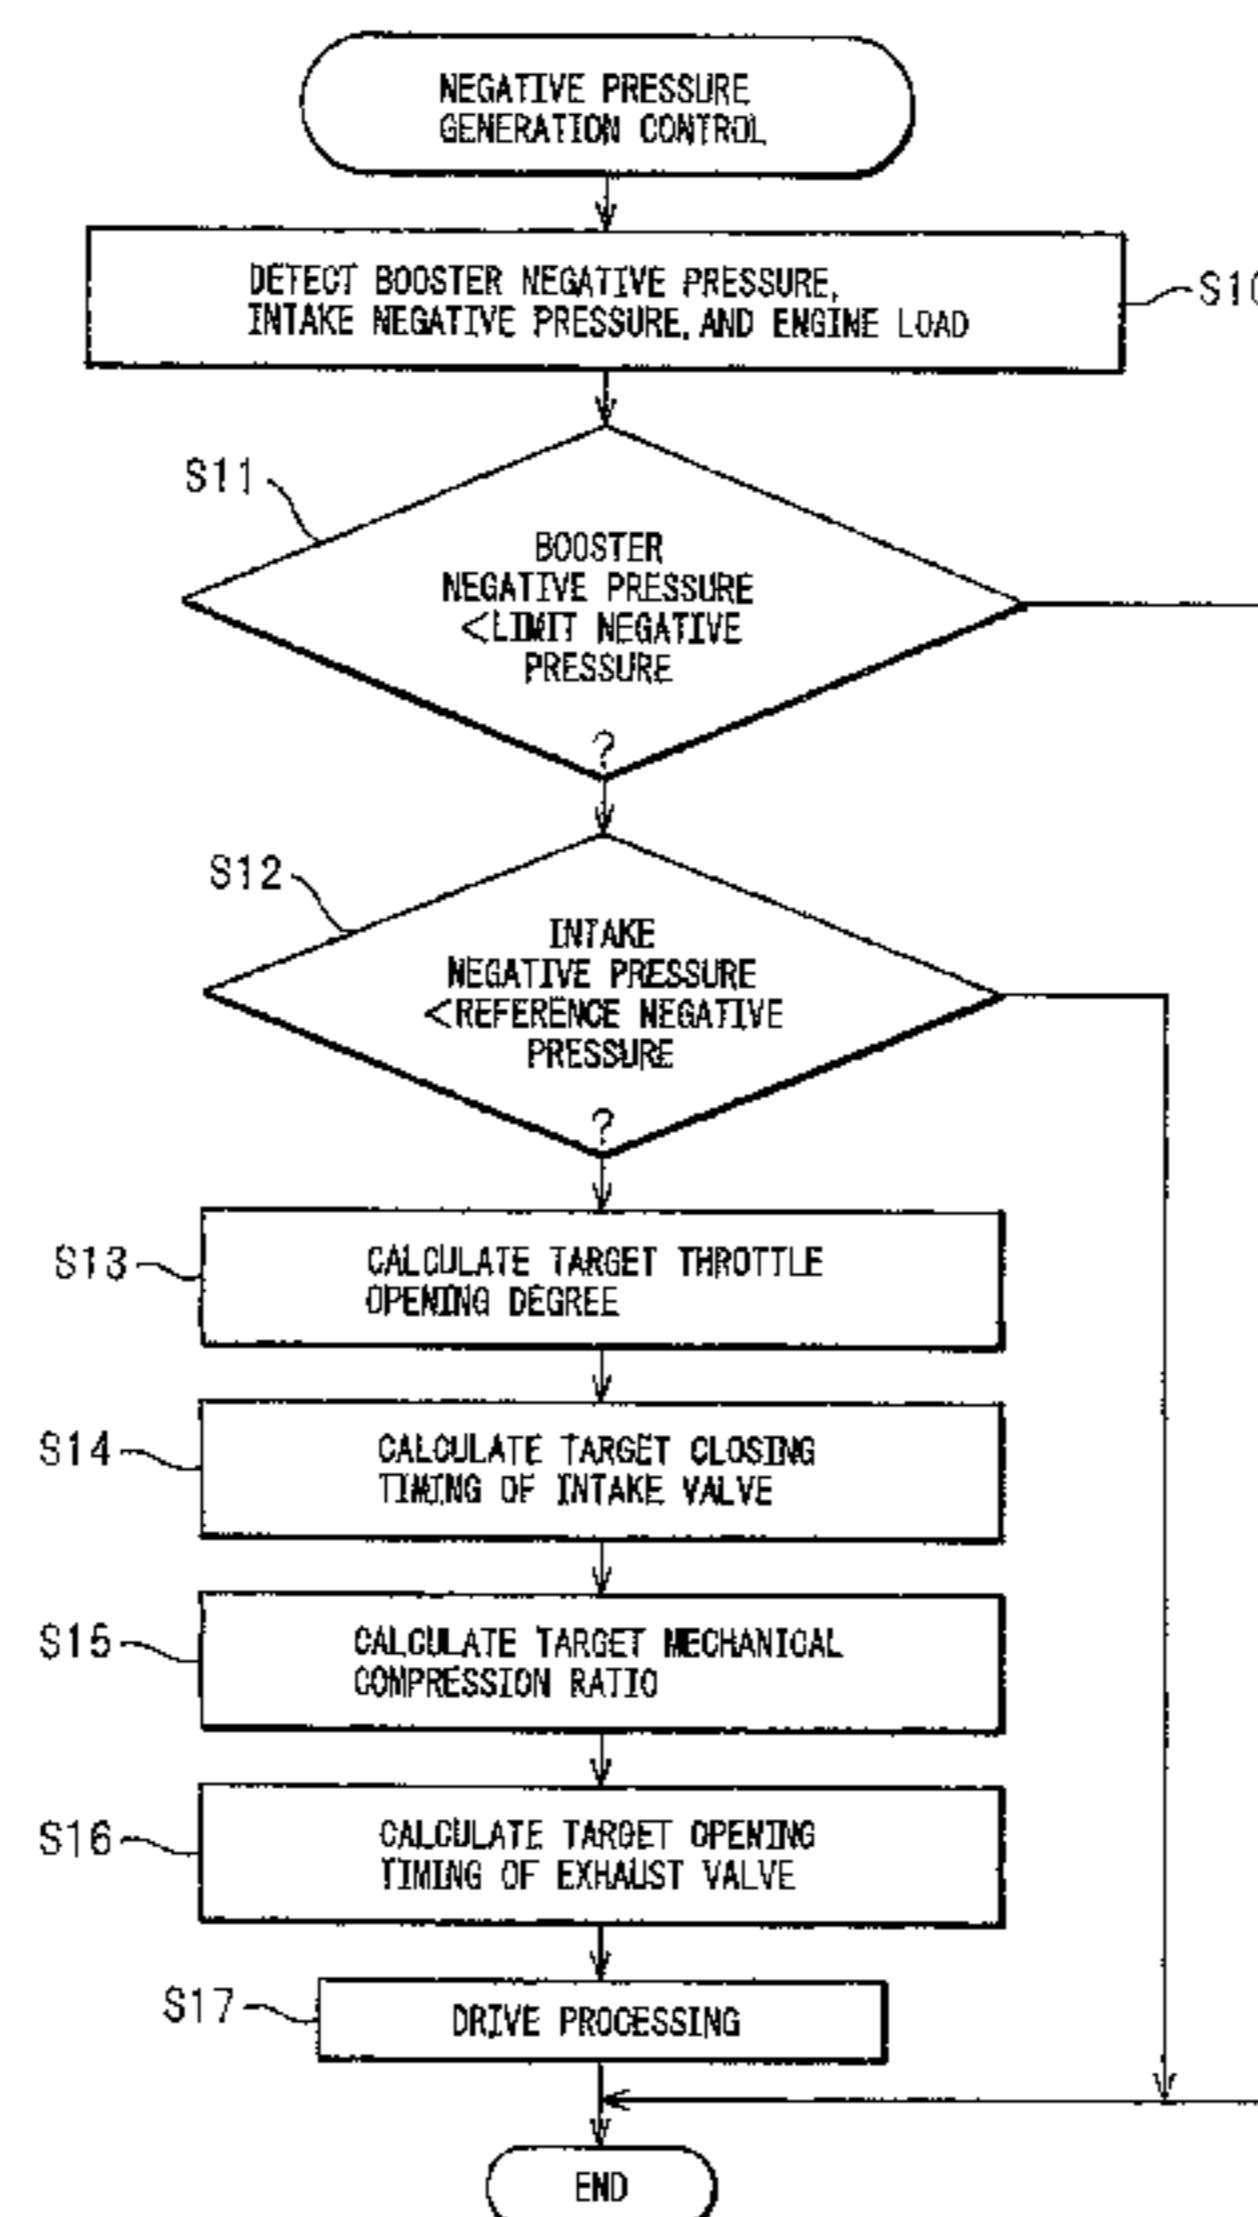 NEGATIVE PRESSURE
GENERATION CONTROL
DETECT BOOSTER NEGATIVE PRESSURE,
INTAKE NEGATIVE PRESSURE, AND ENGINE LOAD
S10
S11
BOOSTER
NEGATIVE PRESSURE
<LIMIT NEGATIVE
PRESSURE
?
S12
INTAKE
NEGATIVE PRESSURE
<REFERENCE NEGATIVE
PRESSURE
?
S13
CALCULATE TARGET THROTTLE
OPENING DEGREE
S14
CALCULATE TARGET CLOSING
TIMING OF INTAKE VALVE
S15
CALCULATE TARGET MECHANICAL
COMPRESSION RATIO
S16
CALCULATE TARGET OPENING
TIMING OF EXHAUST VALVE
S17
DRIVE PROCESSING
END